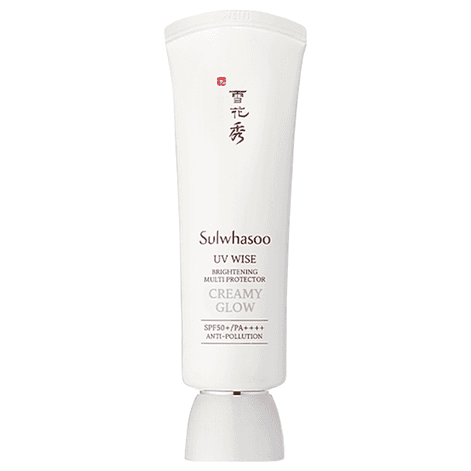 雪
花
秀
Sulwhasoo
UV WISE
BRIGHTENING
MULTI PROTECTOR
CREAMY
GLOW
SPF50+/PA++++
ANTI-POLLUTION